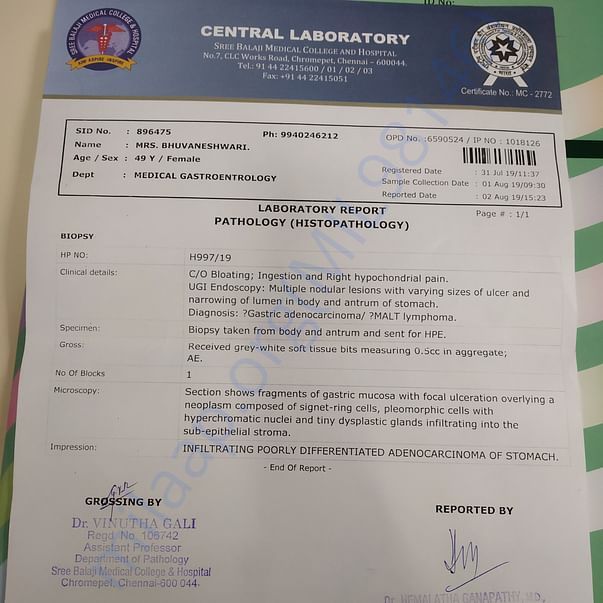 ID No:
SREE BALAJI MEDICAL COLLEGE & HOSPITAL
CENTRAL LABORATORY
SREE BALAJI MEDICAL COLLEGE AND HOSPITAL
No.7, CLC Works Road, Chromepet, Chennai – 600044.
Tel.: 91 44 22415600 / 01 / 02 / 03
Fax: +91 44 22415051
Certificate No.: MC - 2772
SID No. : 896475
Ph: 9940246212
OPD No. :6590524 / IP NO : 1018126
Name : MRS. BHUVANESHWARI.
Age / Sex : 49 Y / Female
Dept : MEDICAL GASTROENTROLOGY
Registered Date : 31 Jul 19/11:37
Sample Collection Date : 01 Aug 19/09:30
Reported Date : 02 Aug 19/15:23
LABORATORY REPORT
Page # : 1/1
PATHOLOGY (HISTOPATHOLOGY)
BIOPSY
HP NO: H997/19
Clinical details: C/O Bloating; Ingestion and Right hypochondrial pain.
UGI Endoscopy: Multiple nodular lesions with varying sizes of ulcer and
narrowing of lumen in body and antrum of stomach.
Diagnosis: ?Gastric adenocarcinoma/ ?MALT lymphoma.
Specimen: Biopsy taken from body and antrum and sent for HPE.
Gross: Received grey-white soft tissue bits measuring 0.5cc in aggregate;
AE.
No Of Blocks 1
Microscopy: Section shows fragments of gastric mucosa with focal ulceration overlying a
neoplasm composed of signet-ring cells, pleomorphic cells with
hyperchromatic nuclei and tiny dysplastic glands infiltrating into the
sub-epithelial stroma.
Impression: INFILTRATING POORLY DIFFERENTIATED ADENOCARCINOMA OF STOMACH.
- End Of Report -
GROSSING BY
REPORTED BY
Dr. VINUTHA GALI
Regd No. 106742
Assistant Professor
Department of Pathology
Sree Balaji Medical College & Hospital
Chromepet, Chennai-600 044.
Dr. HEMALATHA GANAPATHY, M.D.,